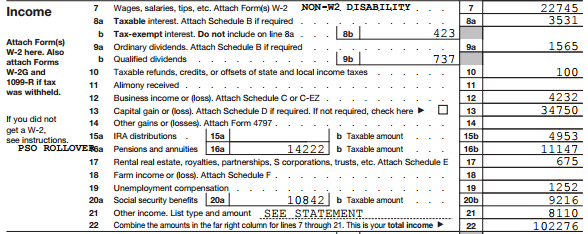 Income
7 Wages, salaries, tips, etc. Attach Form(s) W-2 NON-W2 DISABILITY 7 22745
8a Taxable interest. Attach Schedule B if required 8a 3531
b Tax-exempt interest. Do not include on line 8a 8b 423
Attach Form(s) W-2 here. Also attach Forms W-2G and 1099-R if tax was withheld.
9a Ordinary dividends. Attach Schedule B if required 9a 1565
b Qualified dividends 9b 737
10 Taxable refunds, credits, or offsets of state and local income taxes 10 100
11 Alimony received 11
12 Business income or (loss). Attach Schedule C or C-EZ 12 4232
13 Capital gain or (loss). Attach Schedule D if required. If not required, check here ▶ ☐ 13 34750
If you did not get a W-2, see instructions.
14 Other gains or (losses). Attach Form 4797 14
15a IRA distributions 15a b Taxable amount 15b 4953
PSO ROLLOVER 16a Pensions and annuities 16a 14222 b Taxable amount 16b 11147
17 Rental real estate, royalties, partnerships, S corporations, trusts, etc. Attach Schedule E 17 675
18 Farm income or (loss). Attach Schedule F 18
19 Unemployment compensation 19 1252
20a Social security benefits 20a 10842 b Taxable amount 20b 9216
21 Other income. List type and amount SEE STATEMENT 21 8110
22 Combine the amounts in the far right column for lines 7 through 21. This is your total income ▶ 22 102276